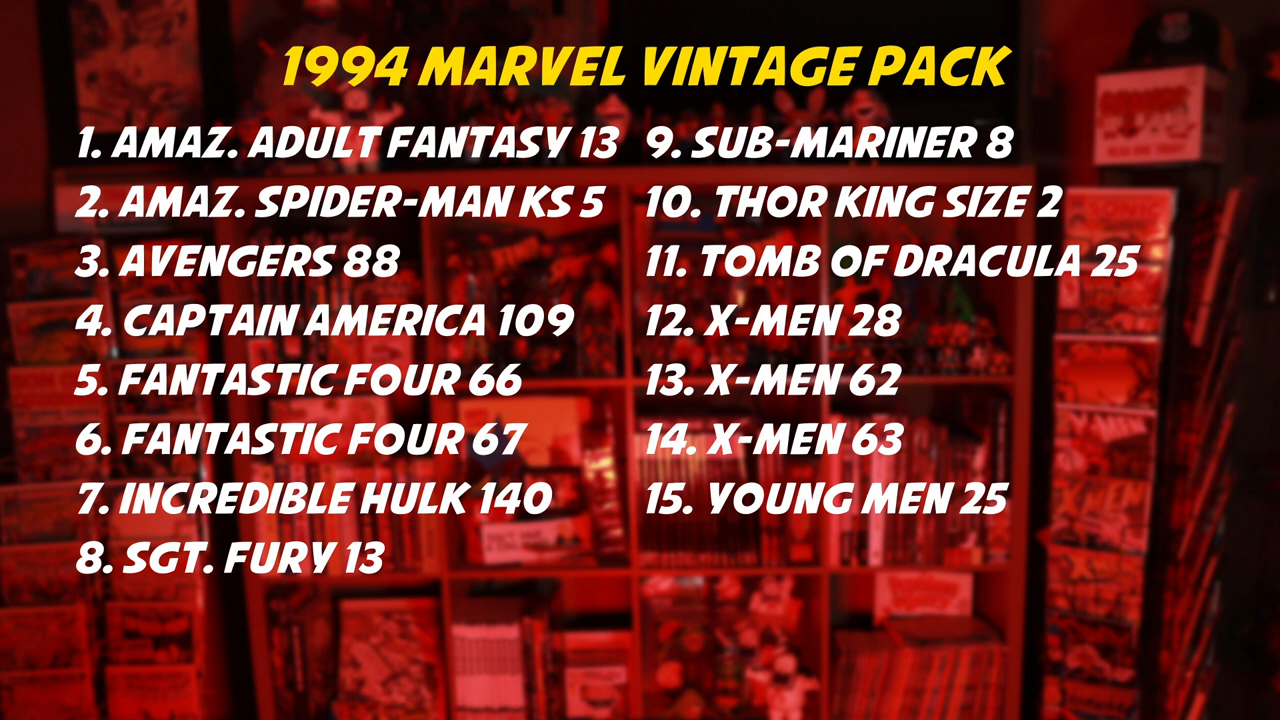 1994 MARVEL VINTAGE PACK
1. AMAZ. ADULT FANTASY 13
2. AMAZ. SPIDER-MAN KS 5
3. AVENGERS 88
4. CAPTAIN AMERICA 109
5. FANTASTIC FOUR 66
6. FANTASTIC FOUR 67
7. INCREDIBLE HULK 140
8. SGT. FURY 13
9. SUB-MARINER 8
10. THOR KING SIZE 2
11. TOMB OF DRACULA 25
12. X-MEN 28
13. X-MEN 62
14. X-MEN 63
15. YOUNG MEN 25